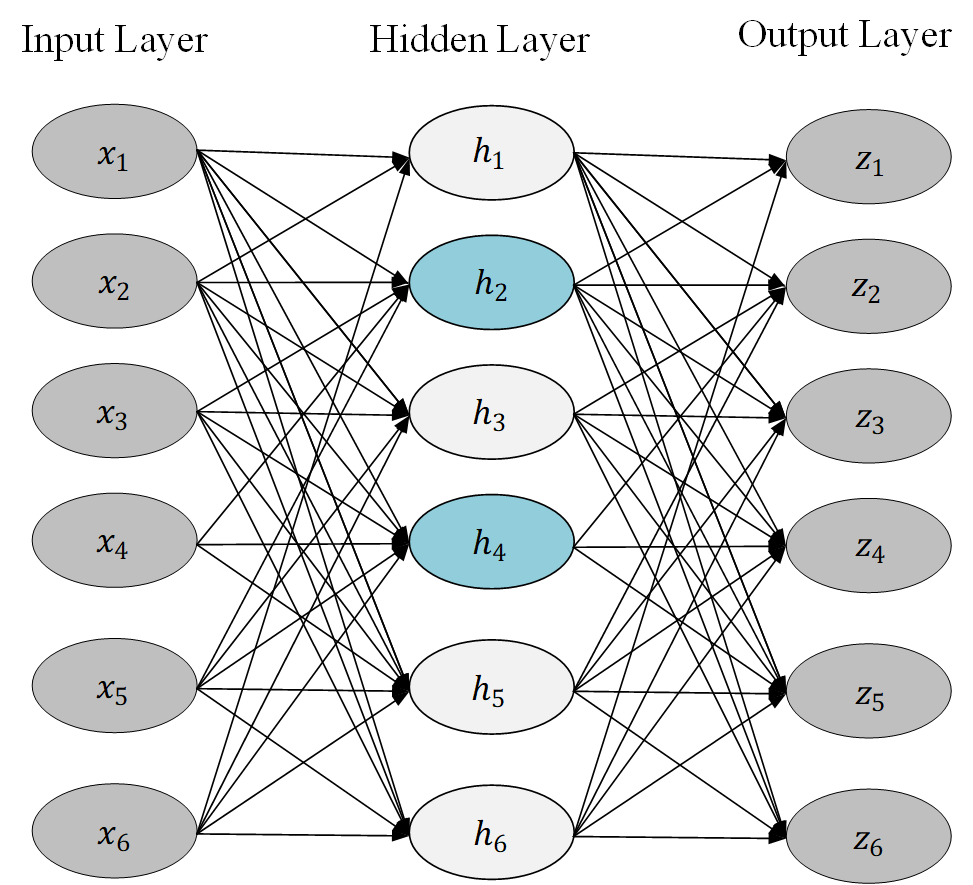 Input Layer Hidden Layer Output Layer
x₁ h₁ z₁
x₂ h₂ z₂
x₃ h₃ z₃
x₄ h₄ z₄
x₅ h₅ z₅
x₆ h₆ z₆